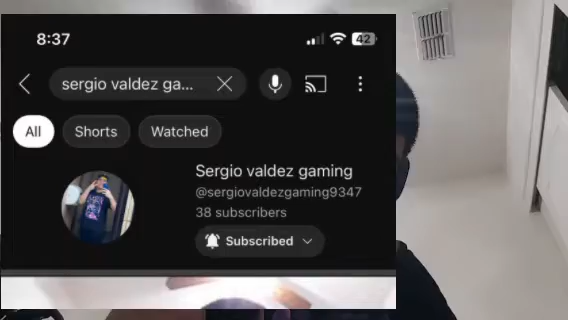 8:37
42
sergio valdez ga...
All
Shorts
Watched
Sergio valdez gaming
@sergiovaldezgaming9347
38 subscribers
Subscribed